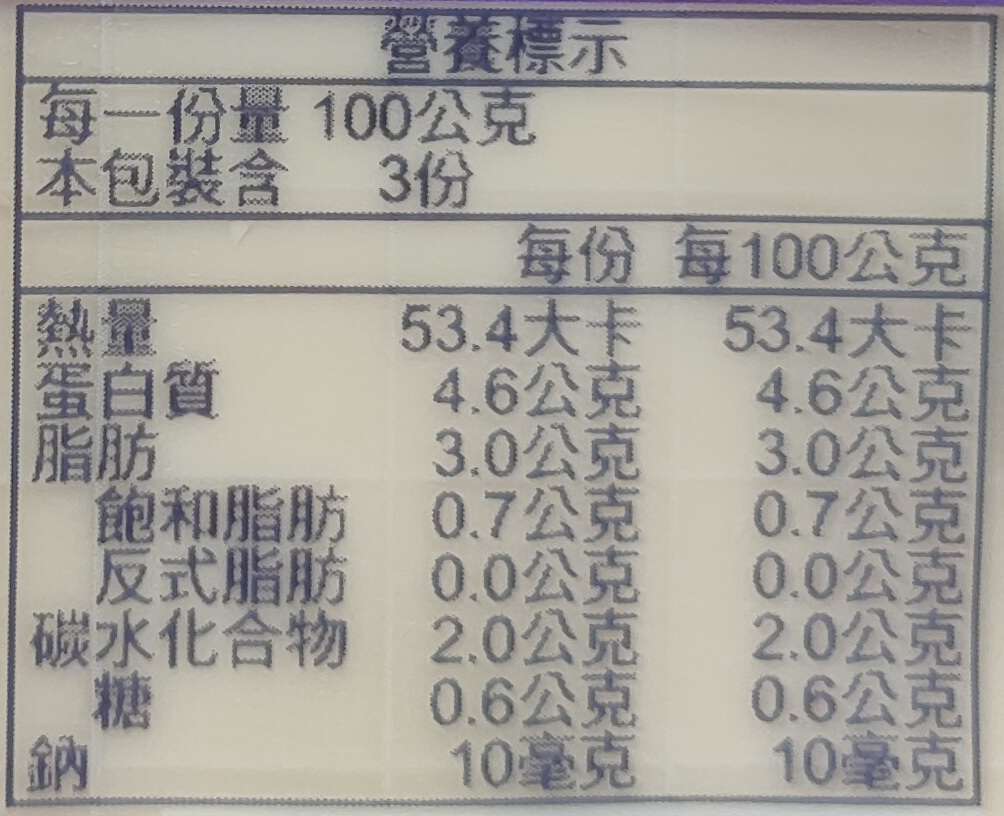 營養標示
每一份量 100公克
本包裝含 3份
每份 每100公克
熱量 53.4大卡 53.4大卡
蛋白質 4.6公克 4.6公克
脂肪 3.0公克 3.0公克
飽和脂肪 0.7公克 0.7公克
反式脂肪 0.0公克 0.0公克
碳水化合物 2.0公克 2.0公克
糖 0.6公克 0.6公克
鈉 10毫克 10毫克